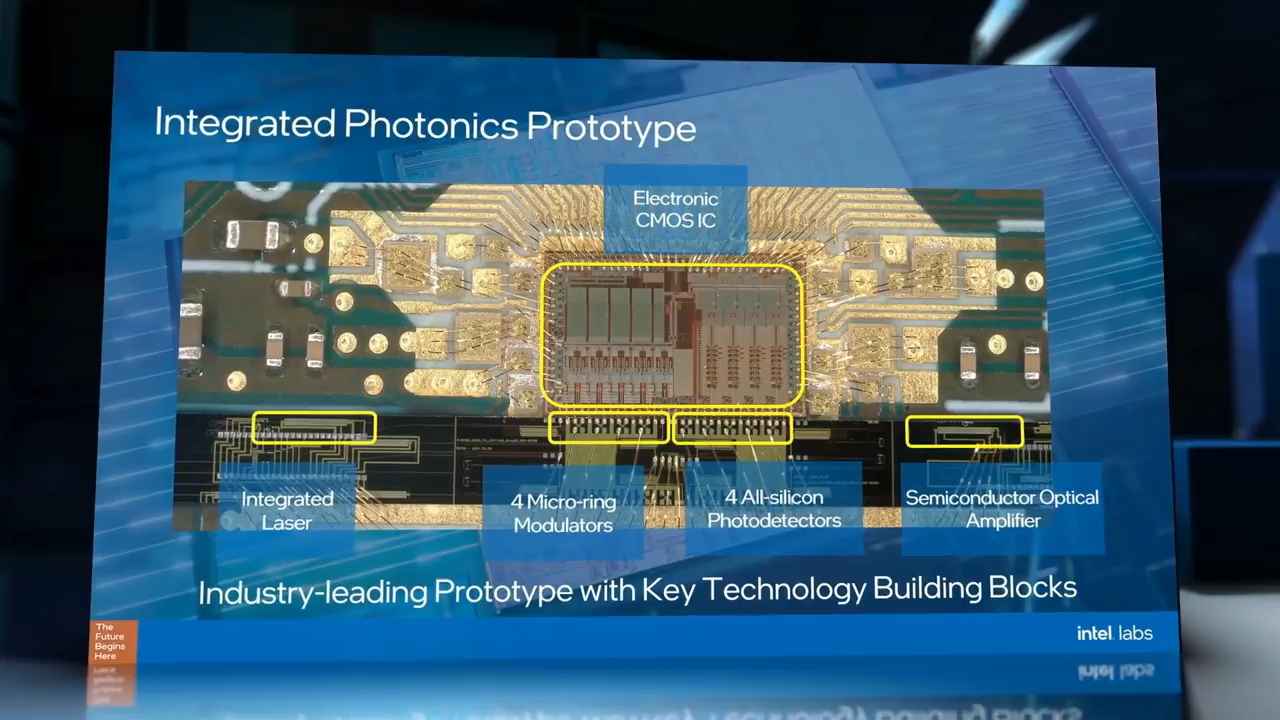 Integrated Photonics Prototype
Electronic
CMOS IC
Integrated
Laser
4 Micro-ring
Modulators
4 All-silicon
Photodetectors
Semiconductor Optical
Amplifier
Industry-leading Prototype with Key Technology Building Blocks
The
Future
Begins
Here
intel. labs